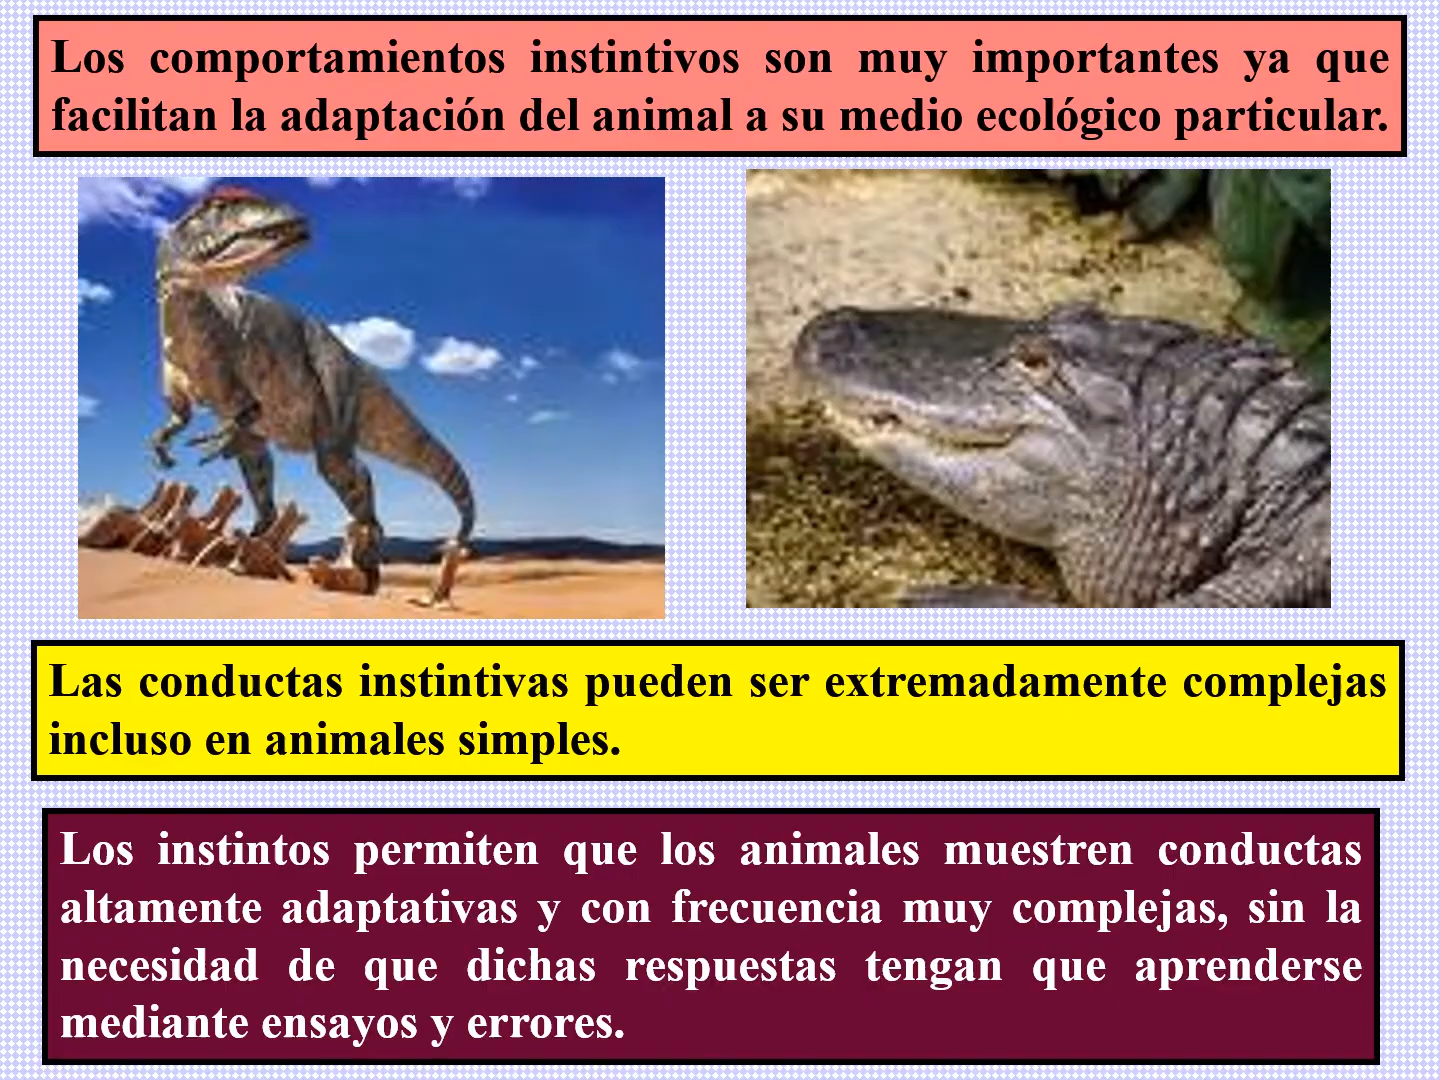 Los comportamientos instintivos son muy importantes ya que
facilitan la adaptación del animal a su medio ecológico particular.
Las conductas instintivas pueden ser extremadamente complejas
incluso en animales simples.
Los instintos permiten que los animales muestren conductas
altamente adaptativas y con frecuencia muy complejas, sin la
necesidad de que dichas respuestas tengan que aprenderse
mediante ensayos y errores.